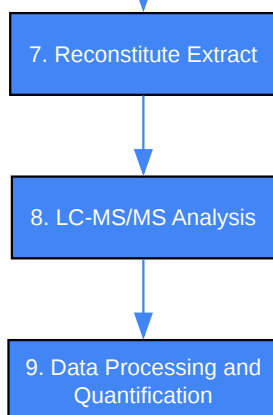 7. Reconstitute Extract
8. LC-MS/MS Analysis
9. Data Processing and
Quantification